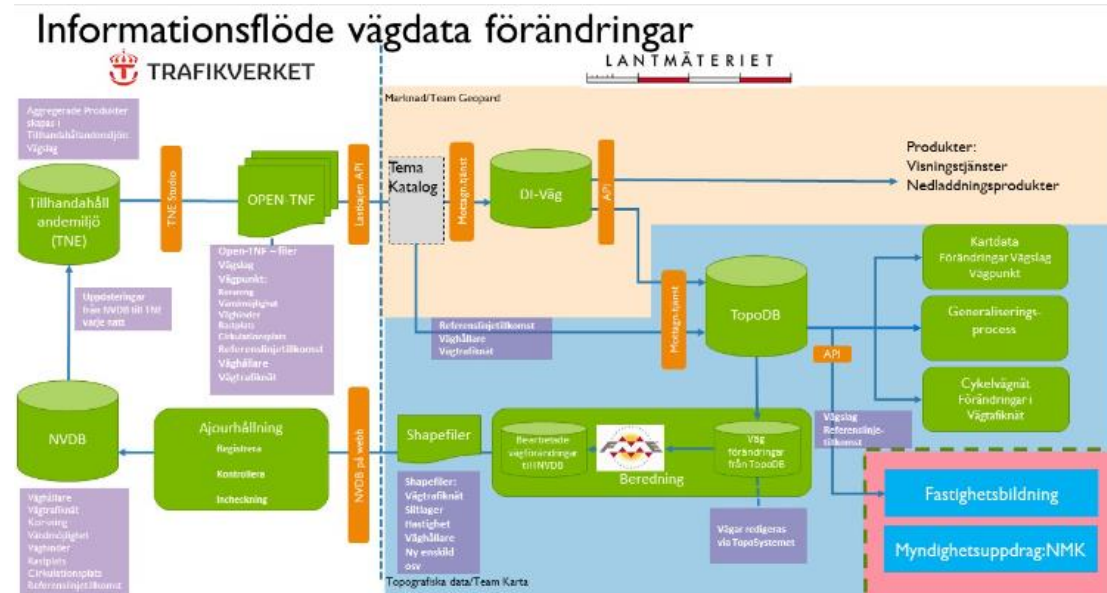 Informationsflöde vägdata förändringar
TRAFIKVERKET
LANTMÄTERIET
Marknad/Team Geopard
Aggregerade Produkter
skapas i
Vägslag
Tillhandahåll
andemiljö
(TNE)
TNE Studio
OPEN-TNF
Lastkajen API
Tema
Katalog
Mottagn.tjänst
DI-Väg
API
Produkter:
Visningstjänster
Nedladdningsprodukter
Open-TNF – filer
Vägslag
Vägpunkt:
Korsning
Vändmöjlighet
Väghinder
Rastplats
Cirkulationsplats
Referenslinjetillkomst
Väghållare
Vägtrafiknät
Uppdateringar
från NVDB till TNE
varje natt
Referenslinjetillkomst
Väghållare
Vägtrafiknät
Mottagn.tjänst
TopoDB
API
Kartdata
Förändringar Vägslag
Vägpunkt
Generaliserings-
process
Cykelvägnät
Förändringar i
Vägtafiknät
Vägslag
Referenslinje-
tillkomst
NVDB
Ajourhållning
Registrera
Kontrollera
Incheckning
NVDB på webb
Shapefiler
Bearbetade
vägförändringar
till NVDB
Väg
förändringar
från TopoDB
Beredning
Shapefiler:
Vägtrafiknät
Slitlager
Hastighet
Väghållare
Ny enskild
osv
Vägar redigeras
via TopoSystemet
Fastighetsbildning
Myndighetsuppdrag:NMK
Väghållare
Vägtrafiknät
Korsning
Vändmöjlighet
Väghinder
Rastplats
Cirkulationsplats
Referenslinjetillkomst
Topografiska data/Team Karta